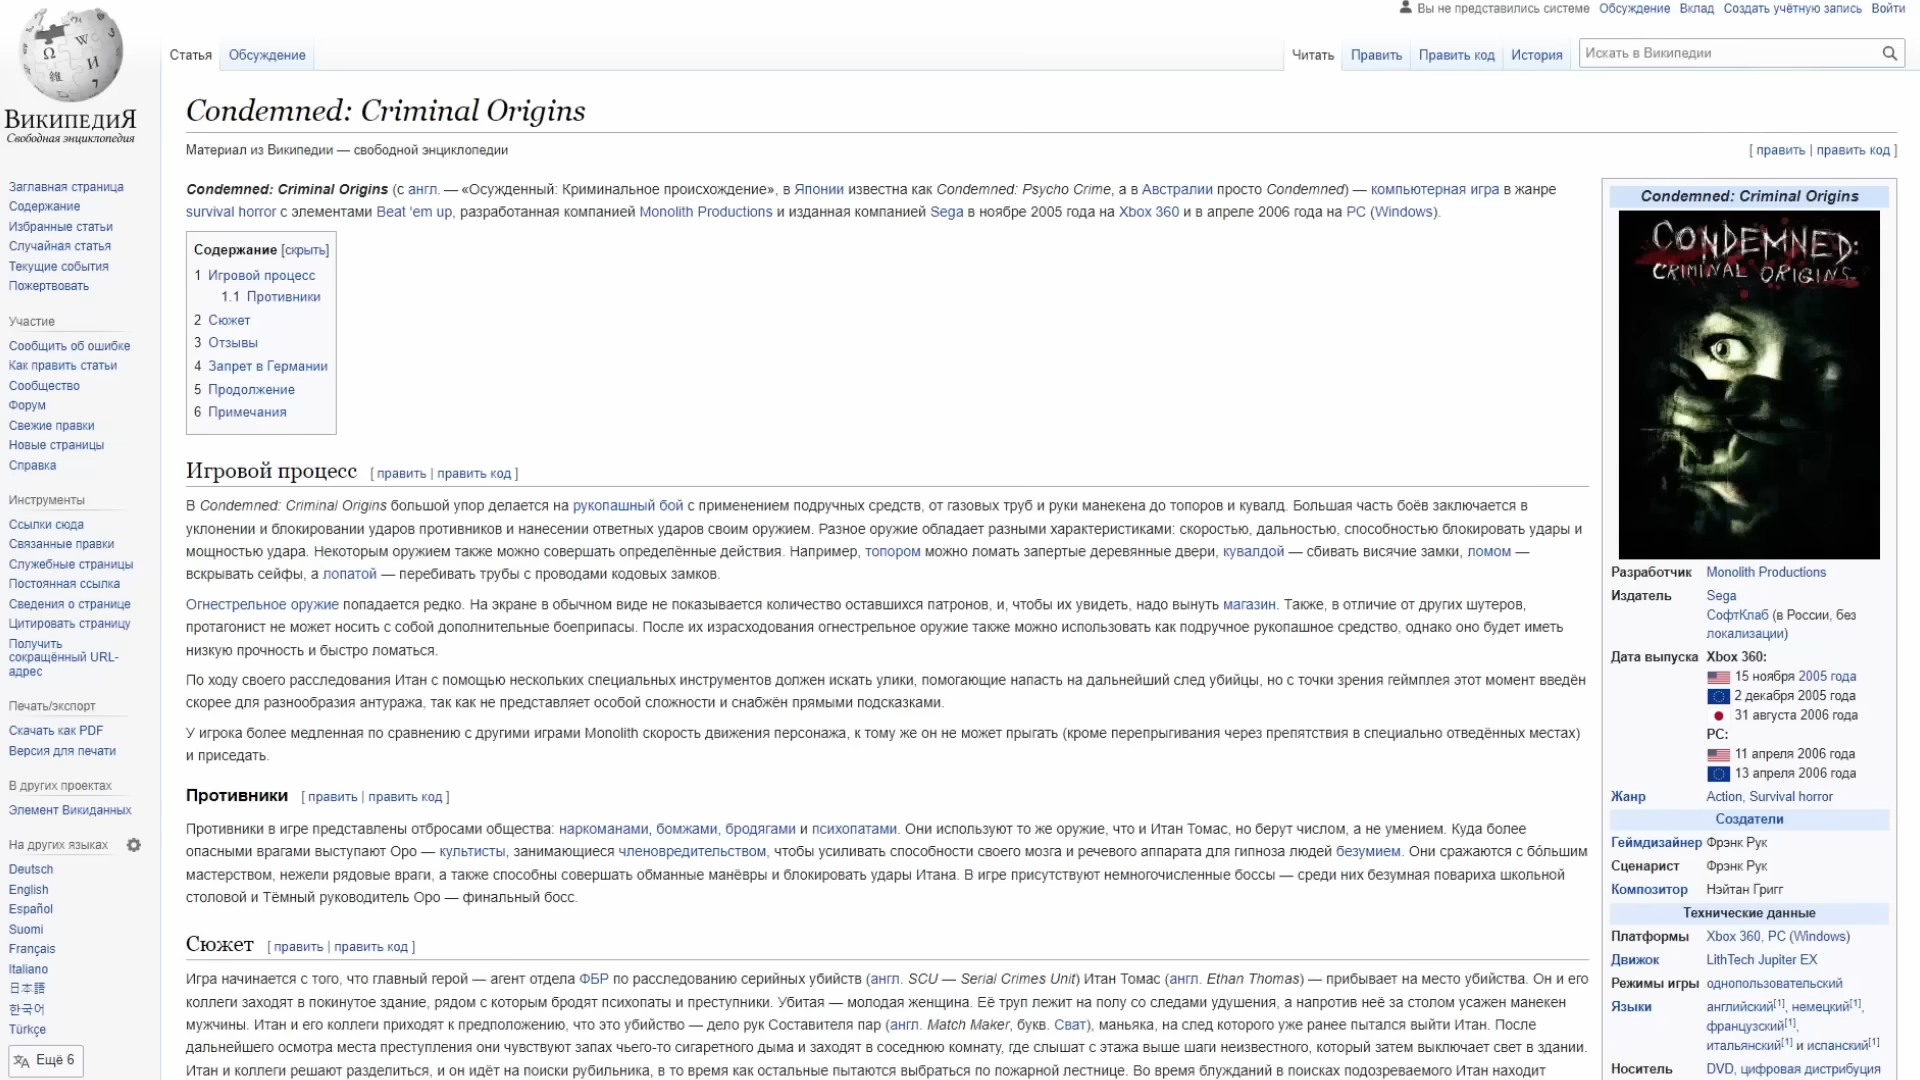 Вы не представились системе Обсуждение Вклад Создать учётную запись Войти
Статья Обсуждение Читать Править Править код История Искать в Википедии
ВикипедиЯ
Свободная энциклопедия
Condemned: Criminal Origins
Материал из Википедии — свободной энциклопедии [ править | править код ]
Заглавная страница
Содержание
Избранные статьи
Случайная статья
Текущие события
Пожертвовать
Участие
Сообщить об ошибке
Как править статьи
Сообщество
Форум
Свежие правки
Новые страницы
Справка
Инструменты
Ссылки сюда
Связанные правки
Служебные страницы
Постоянная ссылка
Сведения о странице
Цитировать страницу
Получить
сокращённый URL-
адрес
Печать/экспорт
Скачать как PDF
Версия для печати
В других проектах
Элемент Викиданных
На других языках
Deutsch
English
Español
Suomi
Français
Italiano
日本語
한국어
Türkçe
Ещё 6
Condemned: Criminal Origins (с англ. — «Осужденный: Криминальное происхождение», в Японии известна как Condemned: Psycho Crime, а в Австралии просто Condemned) — компьютерная игра в жанре
survival horror с элементами Beat 'em up, разработанная компанией Monolith Productions и изданная компанией Sega в ноябре 2005 года на Xbox 360 и в апреле 2006 года на PC (Windows).
Содержание [скрыть]
1 Игровой процесс
1.1 Противники
2 Сюжет
3 Отзывы
4 Запрет в Германии
5 Продолжение
6 Примечания
Игровой процесс [ править | править код ]
В Condemned: Criminal Origins большой упор делается на рукопашный бой с применением подручных средств, от газовых труб и руки манекена до топоров и кувалд. Большая часть боёв заключается в
уклонении и блокировании ударов противников и нанесении ответных ударов своим оружием. Разное оружие обладает разными характеристиками: скоростью, дальностью, способностью блокировать удары и
мощностью удара. Некоторым оружием также можно совершать определённые действия. Например, топором можно ломать запертые деревянные двери, кувалдой — сбивать висячие замки, ломом —
вскрывать сейфы, а лопатой — перебивать трубы с проводами кодовых замков.
Огнестрельное оружие попадается редко. На экране в обычном виде не показывается количество оставшихся патронов, и, чтобы их увидеть, надо вынуть магазин. Также, в отличие от других шутеров,
протагонист не может носить с собой дополнительные боеприпасы. После их израсходования огнестрельное оружие также можно использовать как подручное рукопашное средство, однако оно будет иметь
низкую прочность и быстро ломаться.
По ходу своего расследования Итан с помощью нескольких специальных инструментов должен искать улики, помогающие напасть на дальнейший след убийцы, но с точки зрения геймплея этот момент введён
скорее для разнообразия антуража, так как не представляет особой сложности и снабжён прямыми подсказками.
У игрока более медленная по сравнению с другими играми Monolith скорость движения персонажа, к тому же он не может прыгать (кроме перепрыгивания через препятствия в специально отведённых местах)
и приседать.
Противники [ править | править код ]
Противники в игре представлены отбросами общества: наркоманами, бомжами, бродягами и психопатами. Они используют то же оружие, что и Итан Томас, но берут числом, а не умением. Куда более
опасными врагами выступают Оро — культисты, занимающиеся членовредительством, чтобы усиливать способности своего мозга и речевого аппарата для гипноза людей безумием. Они сражаются с бо́льшим
мастерством, нежели рядовые враги, а также способны совершать обманные манёвры и блокировать удары Итана. В игре присутствуют немногочисленные боссы — среди них безумная повариха школьной
столовой и Тёмный руководитель Оро — финальный босс.
Сюжет [ править | править код ]
Игра начинается с того, что главный герой — агент отдела ФБР по расследованию серийных убийств (англ. SCU — Serial Crimes Unit) Итан Томас (англ. Ethan Thomas) — прибывает на место убийства. Он и его
коллеги заходят в покинутое здание, рядом с которым бродят психопаты и преступники. Убитая — молодая женщина. Её труп лежит на полу со следами удушения, а напротив неё за столом усажен манекен
мужчины. Итан и его коллеги приходят к предположению, что это убийство — дело рук Составителя пар (англ. Match Maker, букв. Сват), маньяка, на след которого уже ранее пытался выйти Итан. После
дальнейшего осмотра места преступления они чувствуют запах чьего-то сигаретного дыма и заходят в соседнюю комнату, где слышат с этажа выше шаги неизвестного, который затем выключает свет в здании.
Итан и коллеги решают разделиться, и он идёт на поиски рубильника, в то время как остальные пытаются выбраться по пожарной лестнице. Во время блужданий в поисках подозреваемого Итан находит
Condemned: Criminal Origins
CONDEMNED:
CRIMINAL ORIGINS
Разработчик Monolith Productions
Издатель Sega
СофтКлаб (в России, без
локализации)
Дата выпуска Xbox 360:
15 ноября 2005 года
2 декабря 2005 года
31 августа 2006 года
PC:
11 апреля 2006 года
13 апреля 2006 года
Жанр Action, Survival horror
Создатели
Геймдизайнер Фрэнк Рук
Сценарист Фрэнк Рук
Композитор Нэйтан Григг
Технические данные
Платформы Xbox 360, PC (Windows)
Движок LithTech Jupiter EX
Режимы игры однопользовательский
Языки английский[1], немецкий[1],
французский[1],
итальянский[1] и испанский[1]
Носитель DVD, цифровая дистрибуция